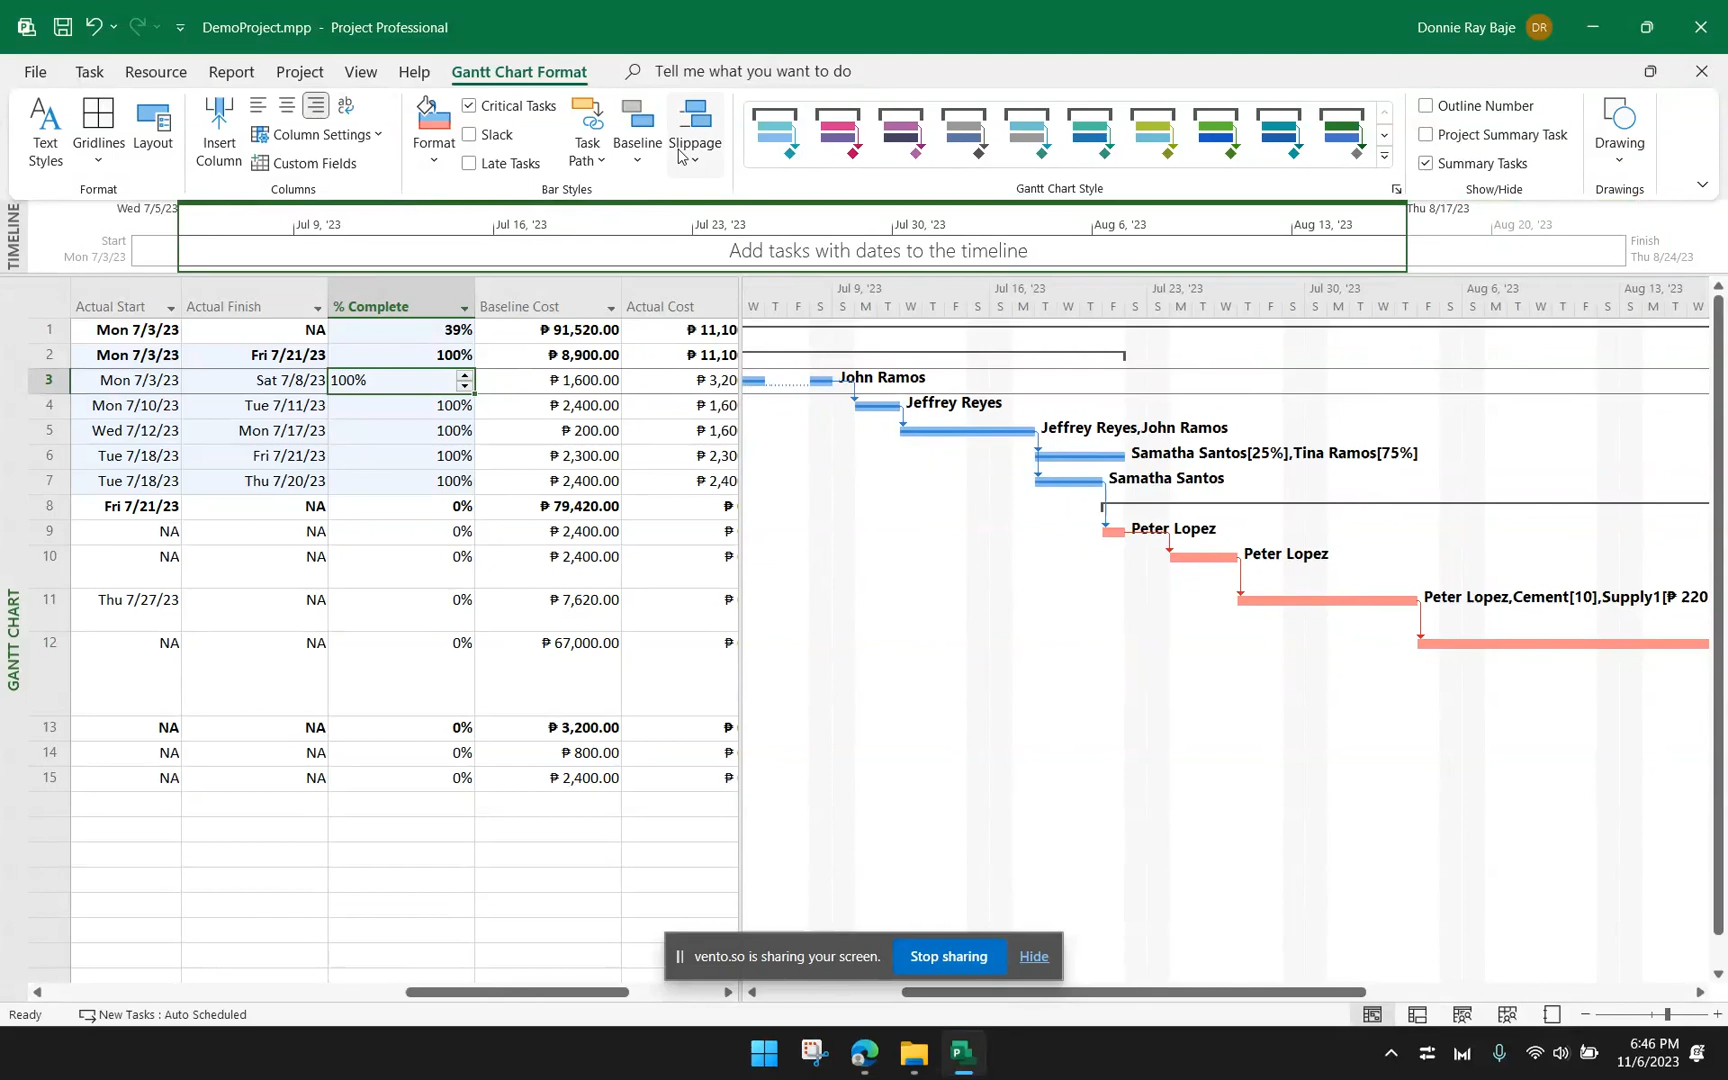 DemoProject.mpp - Project Professional
Donnie Ray Baje DR
File Task Resource Report Project View Help Gantt Chart Format Tell me what you want to do
Text Styles
Gridlines
Layout
Format
Insert Column
Column Settings
Custom Fields
Columns
Format
Critical Tasks
Slack
Late Tasks
Task Path
Baseline
Slippage
Bar Styles
Gantt Chart Style
Outline Number
Project Summary Task
Summary Tasks
Show/Hide
Drawing
Drawings
TIMELINE
Wed 7/5/23
Thu 8/17/23
Jul 9, '23 Jul 16, '23 Jul 23, '23 Jul 30, '23 Aug 6, '23 Aug 13, '23 Aug 20, '23
Start
Mon 7/3/23
Add tasks with dates to the timeline
Finish
Thu 8/24/23
Actual Start Actual Finish % Complete Baseline Cost Actual Cost
Jul 9, '23 Jul 16, '23 Jul 23, '23 Jul 30, '23 Aug 6, '23 Aug 13, '23
W T F S S M T W T F S S M T W T F S S M T W T F S S M T W T F S S M T W T F S S M T W
1 Mon 7/3/23 NA 39% ₱ 91,520.00 ₱ 11,10
2 Mon 7/3/23 Fri 7/21/23 100% ₱ 8,900.00 ₱ 11,10
3 Mon 7/3/23 Sat 7/8/23 100% ₱ 1,600.00 ₱ 3,20 John Ramos
4 Mon 7/10/23 Tue 7/11/23 100% ₱ 2,400.00 ₱ 1,60 Jeffrey Reyes
5 Wed 7/12/23 Mon 7/17/23 100% ₱ 200.00 ₱ 1,60 Jeffrey Reyes,John Ramos
6 Tue 7/18/23 Fri 7/21/23 100% ₱ 2,300.00 ₱ 2,30 Samatha Santos[25%],Tina Ramos[75%]
7 Tue 7/18/23 Thu 7/20/23 100% ₱ 2,400.00 ₱ 2,40 Samatha Santos
8 Fri 7/21/23 NA 0% ₱ 79,420.00 ₱
9 NA NA 0% ₱ 2,400.00 ₱ Peter Lopez
10 NA NA 0% ₱ 2,400.00 ₱ Peter Lopez
11 Thu 7/27/23 NA 0% ₱ 7,620.00 ₱ Peter Lopez,Cement[10],Supply1[₱ 220
12 NA NA 0% ₱ 67,000.00 ₱
13 NA NA 0% ₱ 3,200.00 ₱
14 NA NA 0% ₱ 800.00 ₱
15 NA NA 0% ₱ 2,400.00 ₱
GANTT CHART
vento.so is sharing your screen. Stop sharing Hide
Ready New Tasks : Auto Scheduled
6:46 PM
11/6/2023